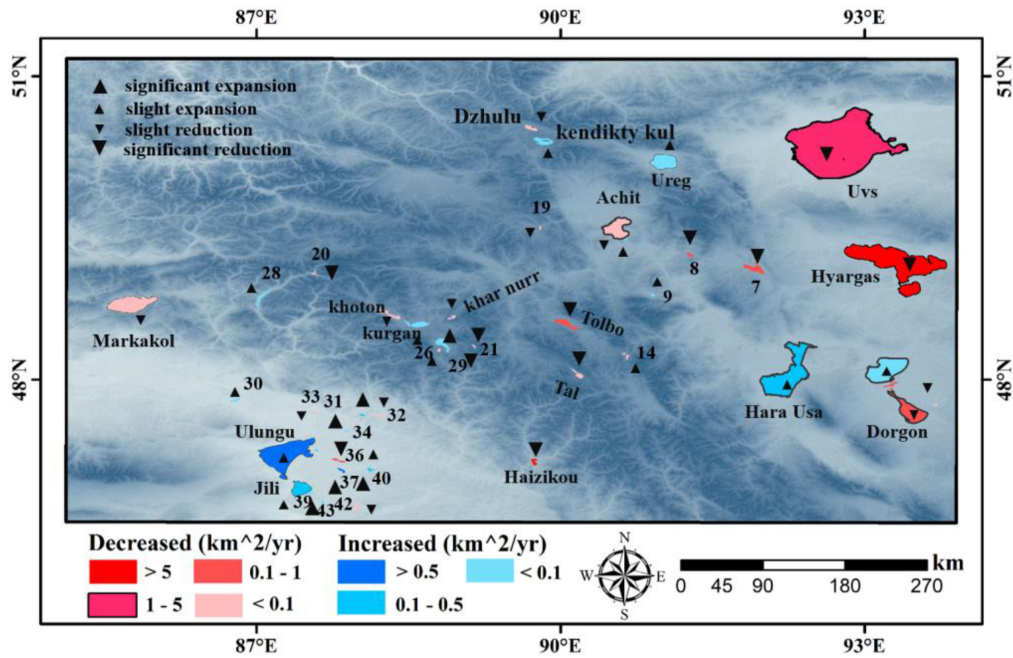 87°E 90°E 93°E
51°N 51°N
significant expansion
slight expansion
slight reduction
significant reduction
Dzhulu
kendikty kul
Ureg
Uvs
Achit
19
20
28
8
7
Hyargas
9
khar nurr
khoton
Markakol
kurgan
Tolbo
26
29
21
14
48°N 48°N
Tal
30
33
31
32
Hara Usa
Dorgon
Ulungu
34
36
Haizikou
Jili
37
40
39
43
42
Decreased (km^2/yr)
> 5
0.1 - 1
1 - 5
< 0.1
Increased (km^2/yr)
> 0.5
< 0.1
0.1 - 0.5
N
W E
S
km
0 45 90 180 270
87°E 90°E 93°E